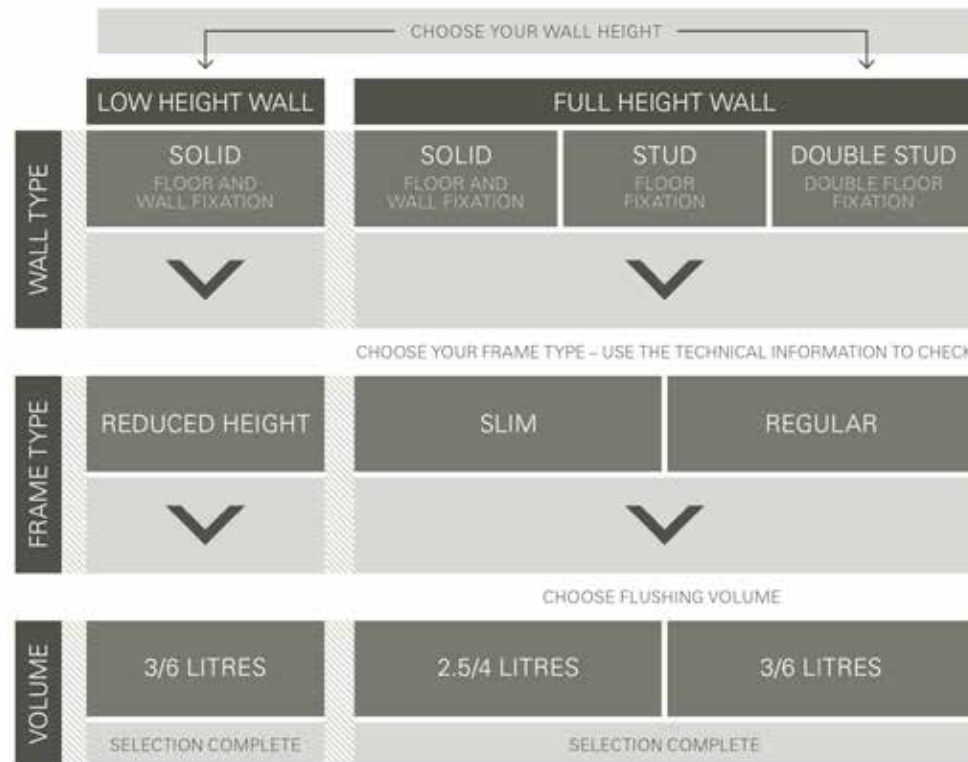 CHOOSE YOUR WALL HEIGHT
LOW HEIGHT WALL
FULL HEIGHT WALL
WALL TYPE
SOLID
FLOOR AND
WALL FIXATION
SOLID
FLOOR AND
WALL FIXATION
STUD
FLOOR
FIXATION
DOUBLE STUD
DOUBLE FLOOR
FIXATION
CHOOSE YOUR FRAME TYPE – USE THE TECHNICAL INFORMATION TO CHECK
FRAME TYPE
REDUCED HEIGHT
SLIM
REGULAR
CHOOSE FLUSHING VOLUME
VOLUME
3/6 LITRES
2.5/4 LITRES
3/6 LITRES
SELECTION COMPLETE
SELECTION COMPLETE